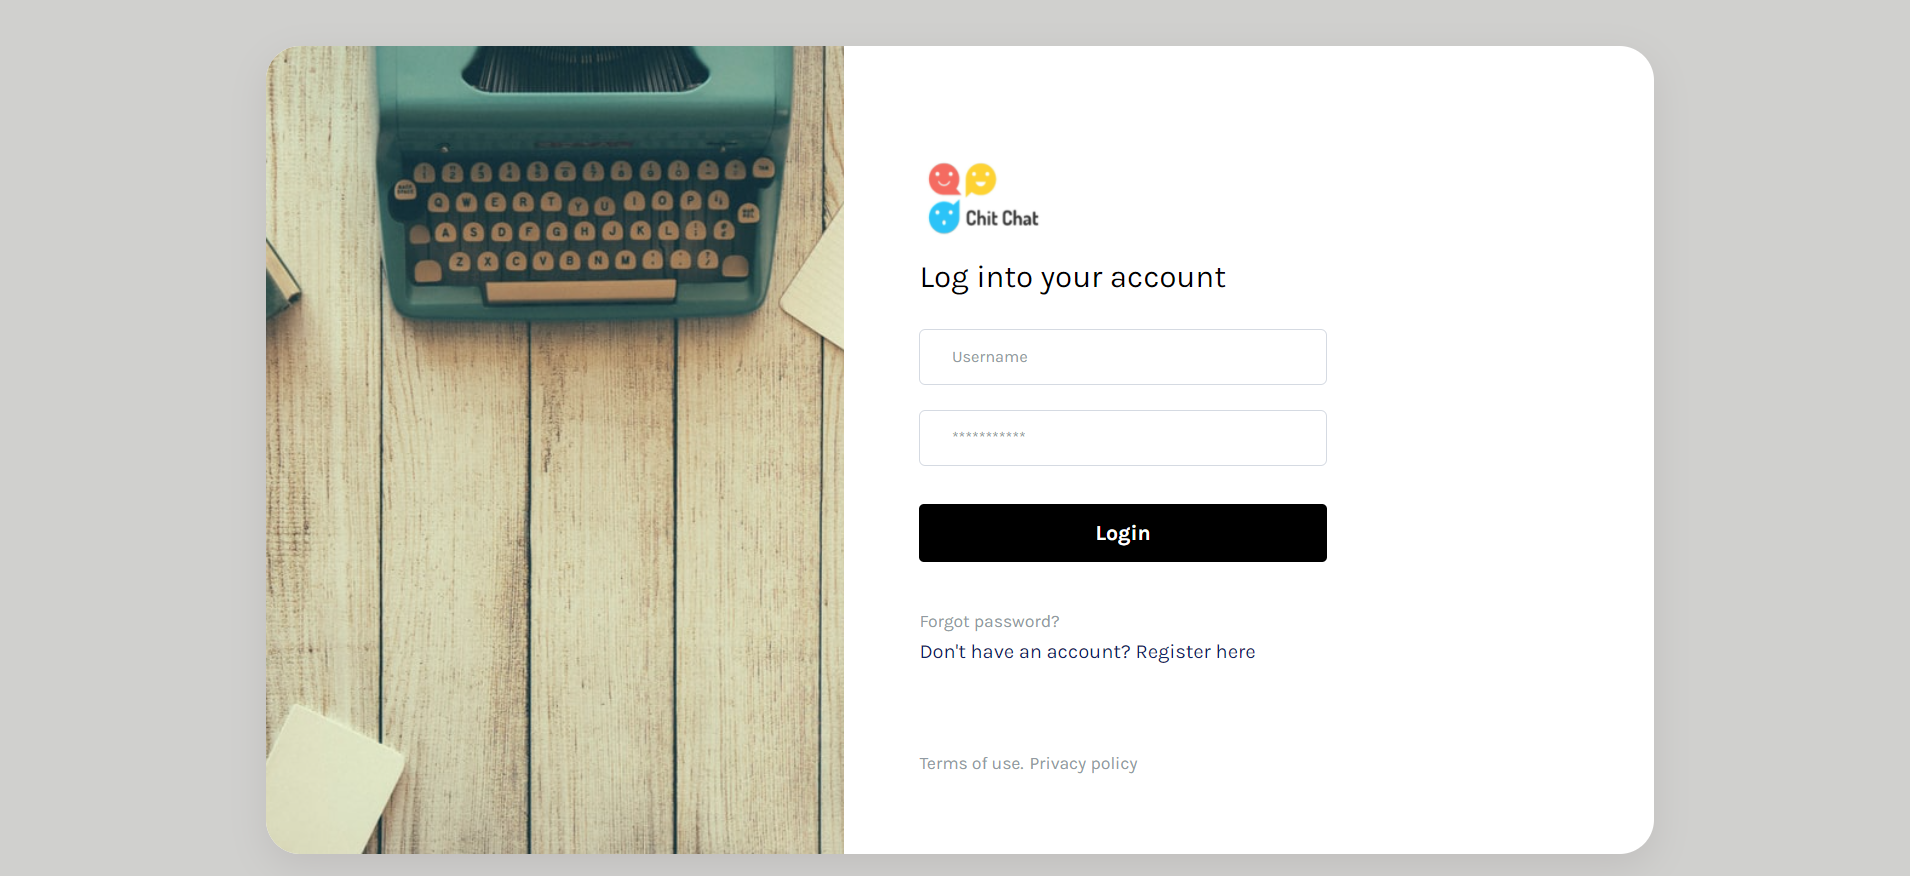 Q W E R T Y U I O P
A S D F G H J K L
Z X C V B N M
Chit Chat
Log into your account
Username
***********
Login
Forgot password?
Don't have an account? Register here
Terms of use. Privacy policy